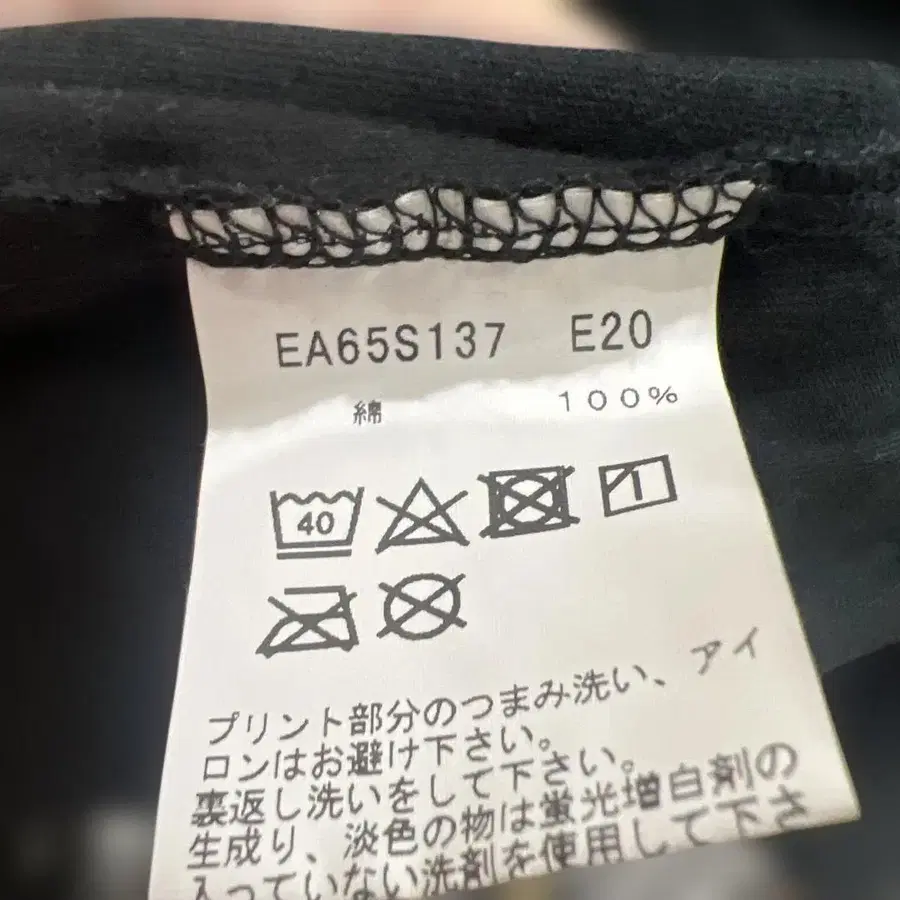 EA65S137 E20
綿 100%
40
プリント部分のつまみ洗い、アイ
ロンはお避け下さい。
裏返し洗いをして下さい。
生成り、淡色の物は蛍光増白剤の
入っていない洗剤を使用して下さ